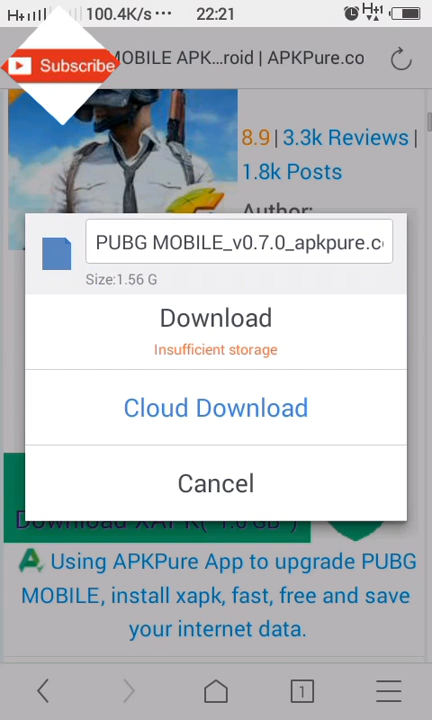 100.4K/s ··· 22:21
Subscribe
MOBILE APK...roid | APKPure.co
8.9 | 3.3k Reviews |
1.8k Posts
Author:
PUBG MOBILE_v0.7.0_apkpure.c
Size:1.56 G
Download
Insufficient storage
Cloud Download
Cancel
Download XAPK(
Using APKPure App to upgrade PUBG
MOBILE, install xapk, fast, free and save
your internet data.
1